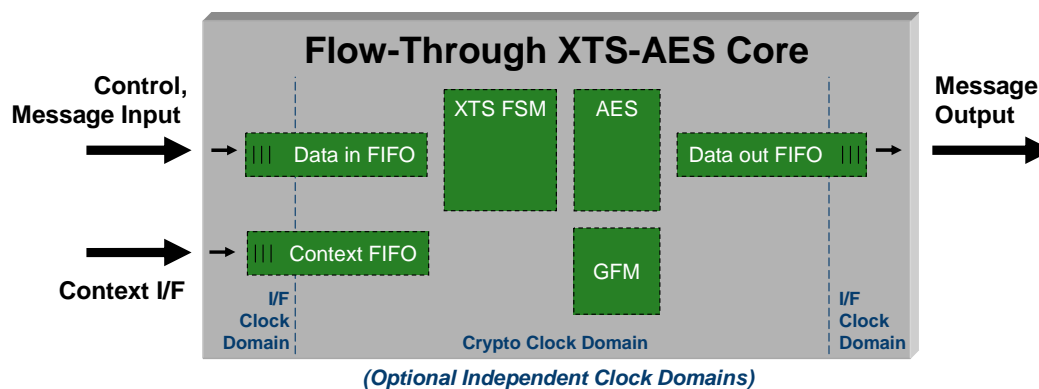 Flow-Through XTS-AES Core
Control,
Message Input
Message
Output
XTS FSM
AES
Data in FIFO
Data out FIFO
Context FIFO
GFM
Context I/F
I/F
Clock
Domain
Crypto Clock Domain
I/F
Clock
Domain
(Optional Independent Clock Domains)